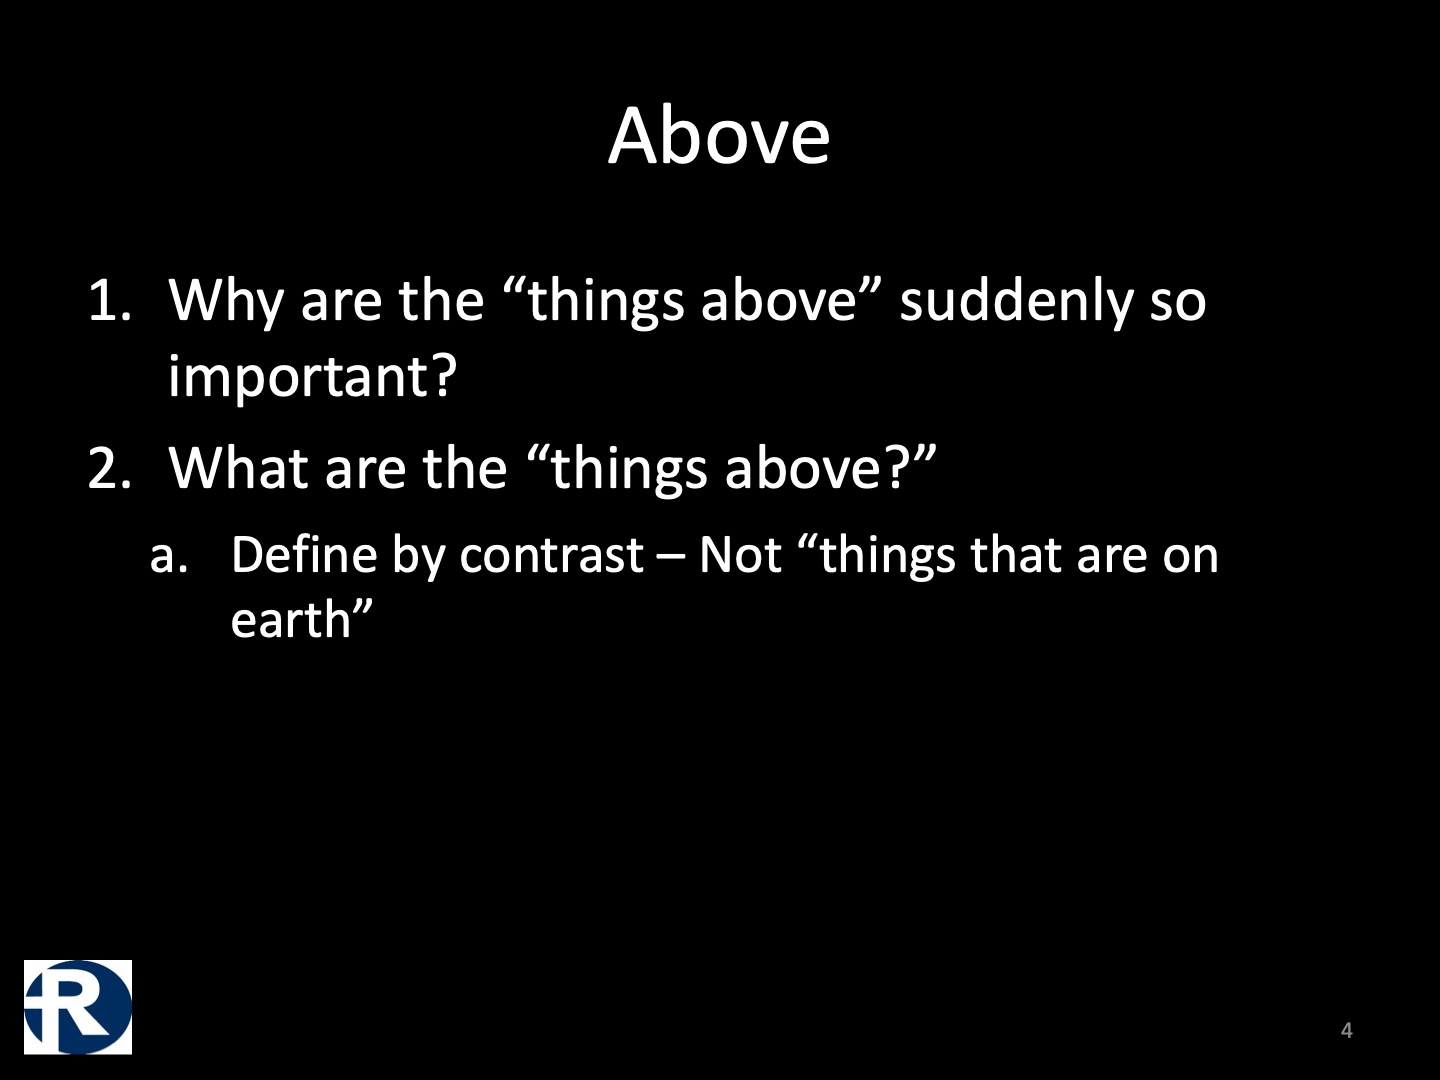 Above
1. Why are the “things above” suddenly so
important?
2. What are the “things above?”
a. Define by contrast – Not “things that are on
earth”
R
4